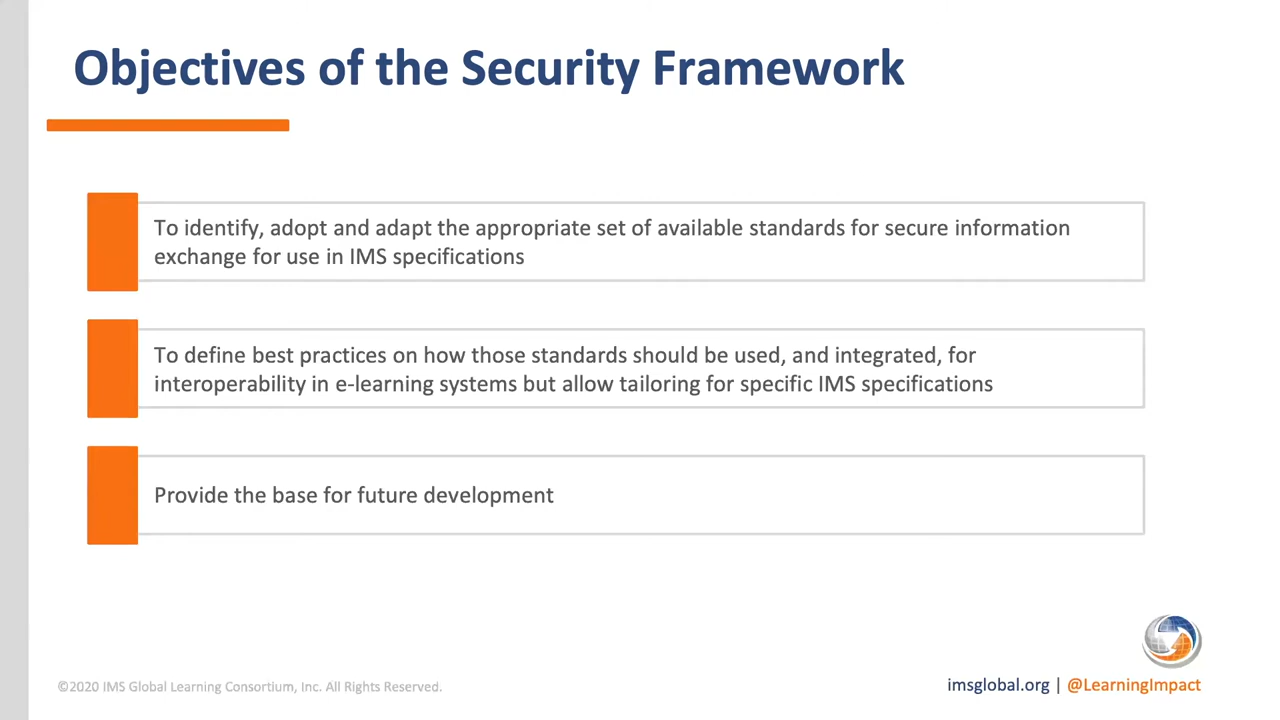 Objectives of the Security Framework
To identify, adopt and adapt the appropriate set of available standards for secure information
exchange for use in IMS specifications
To define best practices on how those standards should be used, and integrated, for
interoperability in e-learning systems but allow tailoring for specific IMS specifications
Provide the base for future development
©2020 IMS Global Learning Consortium, Inc. All Rights Reserved.
imsglobal.org | @LearningImpact